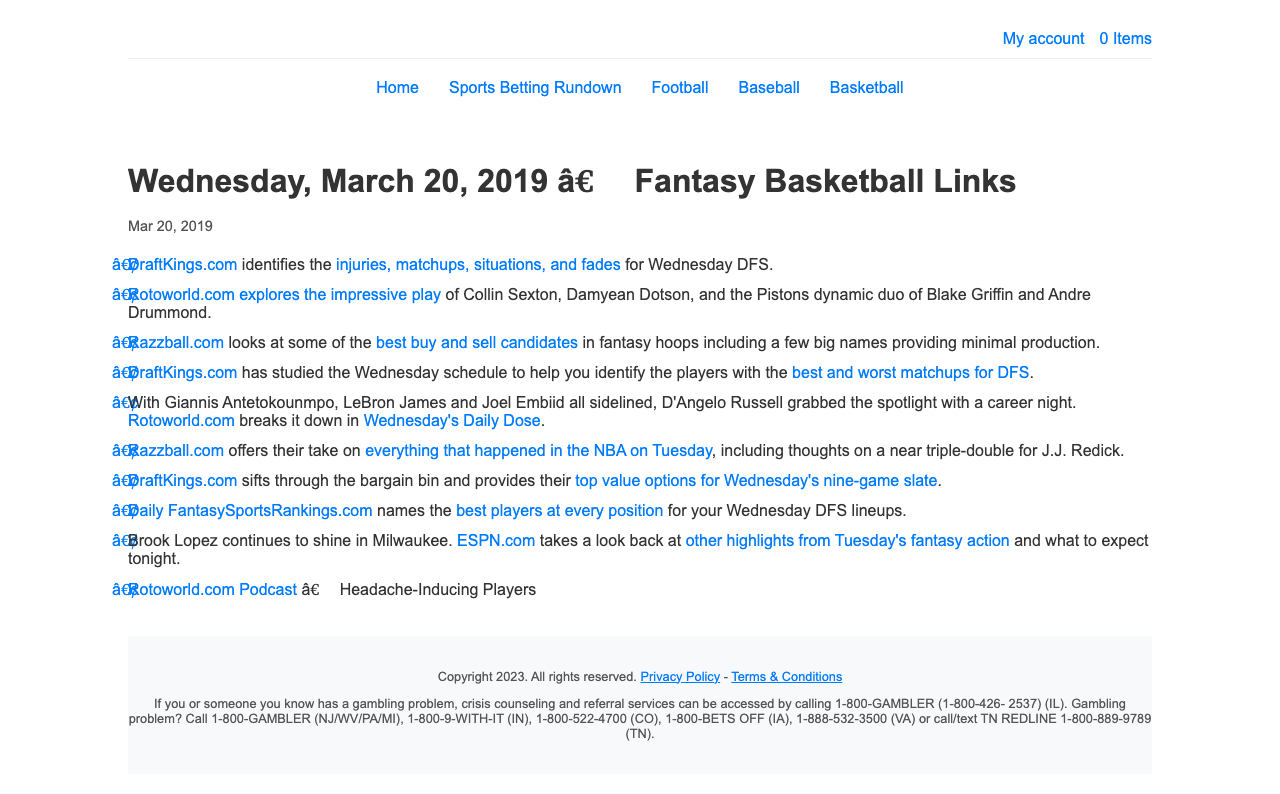 My account 0 Items
Home Sports Betting Rundown Football Baseball Basketball
Wednesday, March 20, 2019 â€ Fantasy Basketball Links
Mar 20, 2019
â€¢ DraftKings.com identifies the injuries, matchups, situations, and fades for Wednesday DFS.
â€¢ Rotoworld.com explores the impressive play of Collin Sexton, Damyean Dotson, and the Pistons dynamic duo of Blake Griffin and Andre
Drummond.
â€¢ Razzball.com looks at some of the best buy and sell candidates in fantasy hoops including a few big names providing minimal production.
â€¢ DraftKings.com has studied the Wednesday schedule to help you identify the players with the best and worst matchups for DFS.
â€¢ With Giannis Antetokounmpo, LeBron James and Joel Embiid all sidelined, D'Angelo Russell grabbed the spotlight with a career night.
Rotoworld.com breaks it down in Wednesday's Daily Dose.
â€¢ Razzball.com offers their take on everything that happened in the NBA on Tuesday, including thoughts on a near triple-double for J.J. Redick.
â€¢ DraftKings.com sifts through the bargain bin and provides their top value options for Wednesday's nine-game slate.
â€¢ Daily FantasySportsRankings.com names the best players at every position for your Wednesday DFS lineups.
â€¢ Brook Lopez continues to shine in Milwaukee. ESPN.com takes a look back at other highlights from Tuesday's fantasy action and what to expect
tonight.
â€¢ Rotoworld.com Podcast â€ Headache-Inducing Players
Copyright 2023. All rights reserved. Privacy Policy - Terms & Conditions
If you or someone you know has a gambling problem, crisis counseling and referral services can be accessed by calling 1-800-GAMBLER (1-800-426- 2537) (IL). Gambling
problem? Call 1-800-GAMBLER (NJ/WV/PA/MI), 1-800-9-WITH-IT (IN), 1-800-522-4700 (CO), 1-800-BETS OFF (IA), 1-888-532-3500 (VA) or call/text TN REDLINE 1-800-889-9789
(TN).